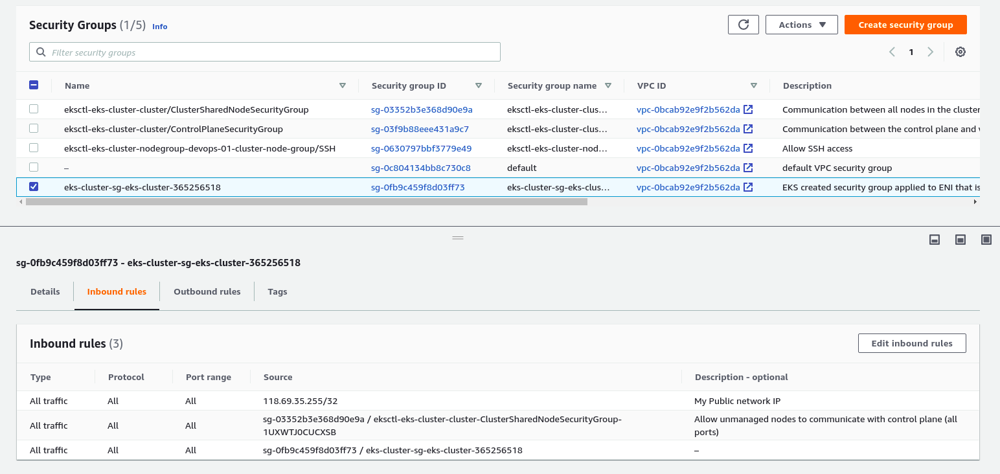 Security Groups (1/5) Info
Actions
Create security group
Filter security groups
1
Name Security group ID Security group name VPC ID Description
eksctl-eks-cluster-cluster/ClusterSharedNodeSecurityGroup sg-03352b3e368d90e9a eksctl-eks-cluster-clus… vpc-0bcab92e9f2b562da Communication between all nodes in the cluster
eksctl-eks-cluster-cluster/ControlPlaneSecurityGroup sg-03f9b88eee431a9c7 eksctl-eks-cluster-clus… vpc-0bcab92e9f2b562da Communication between the control plane and
eksctl-eks-cluster-nodegroup-devops-01-cluster-node-group/SSH sg-0630797bbf3779e49 eksctl-eks-cluster-nod… vpc-0bcab92e9f2b562da Allow SSH access
– sg-0c804134bb8c730c8 default vpc-0bcab92e9f2b562da default VPC security group
eks-cluster-sg-eks-cluster-365256518 sg-0fb9c459f8d03ff73 eks-cluster-sg-eks-clus… vpc-0bcab92e9f2b562da EKS created security group applied to ENI that is
sg-0fb9c459f8d03ff73 - eks-cluster-sg-eks-cluster-365256518
Details Inbound rules Outbound rules Tags
Inbound rules (3)
Edit inbound rules
Type Protocol Port range Source Description - optional
All traffic All All 118.69.35.255/32 My Public network IP
All traffic All All sg-03352b3e368d90e9a / eksctl-eks-cluster-cluster-ClusterSharedNodeSecurityGroup-
1UXWTJ0CUCXSB
Allow unmanaged nodes to communicate with control plane (all
ports)
All traffic All All sg-0fb9c459f8d03ff73 / eks-cluster-sg-eks-cluster-365256518 –